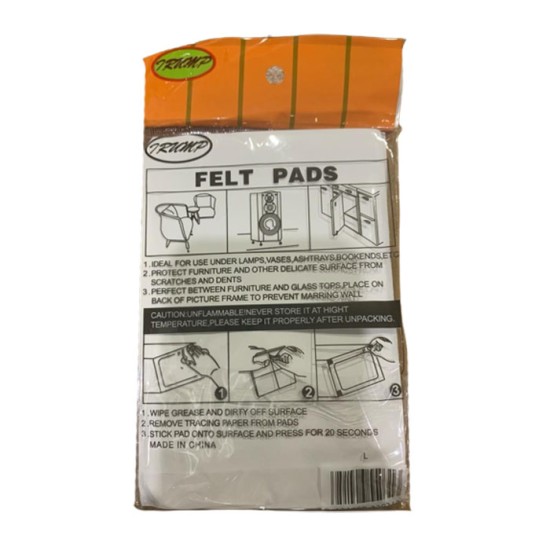 TRUMP
TRUMP
FELT PADS
1. IDEAL FOR USE UNDER LAMPS,VASES,ASHTRAYS,BOOKENDS,ETC
2. PROTECT FURNITURE AND OTHER DELICATE SURFACE FROM
SCRATCHES AND DENTS
3. PERFECT BETWEEN FURNITURE AND GLASS TOPS,PLACE ON
BACK OF PICTURE FRAME TO PREVENT MARRING WALL
CAUTION:UNFLAMMABLE!NEVER STORE IT AT HIGHT
TEMPERATURE,PLEASE KEEP IT PROPERLY AFTER UNPACKING.
1 2 3
1. WIPE GREASE AND DIRTY OFF SURFACE
2. REMOVE TRACING PAPER FROM PADS
3. STICK PAD ONTO SURFACE AND PRESS FOR 20 SECONDS
MADE IN CHINA
L